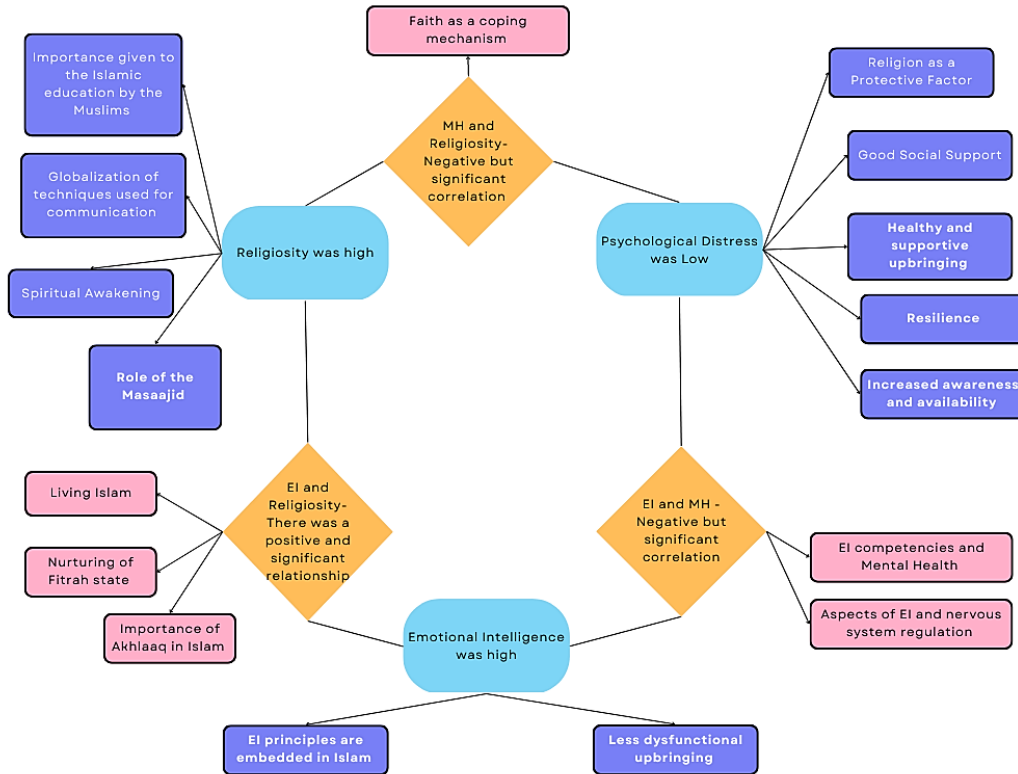 Faith as a coping
mechanism
Importance given to
the Islamic
education by the
Muslims
Religion as a
Protective Factor
MH and
Religiosity-
Negative but
significant
correlation
Good Social Support
Globalization of
techniques used for
communication
Religiosity was high
Psychological Distress
was Low
Healthy and
supportive
upbringing
Spiritual Awakening
Resilience
Role of the
Masaajid
Increased awareness
and availability
Living Islam
EI and
Religiosity-
There was a
positive and
significant
relationship
EI and MH -
Negative but
significant
correlation
EI competencies and
Mental Health
Nurturing of
Fitrah state
Aspects of EI and nervous
system regulation
Importance of
Akhlaaq in Islam
Emotional Intelligence
was high
EI principles are
embedded in Islam
Less dysfunctional
upbringing